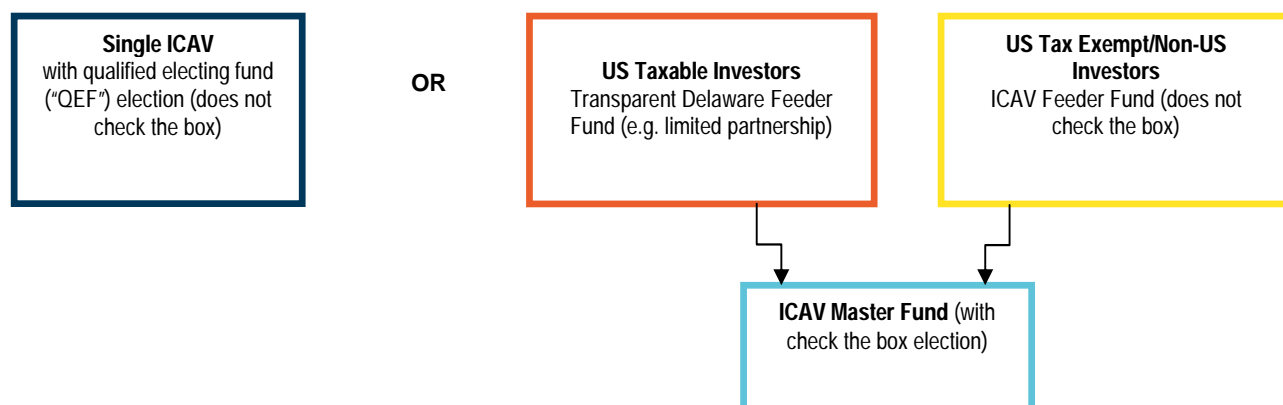 Single ICAV
with qualified electing fund
(“QEF”) election (does not
check the box)
OR
US Taxable Investors
Transparent Delaware Feeder
Fund (e.g. limited partnership)
US Tax Exempt/Non-US
Investors
ICAV Feeder Fund (does not
check the box)
ICAV Master Fund (with
check the box election)